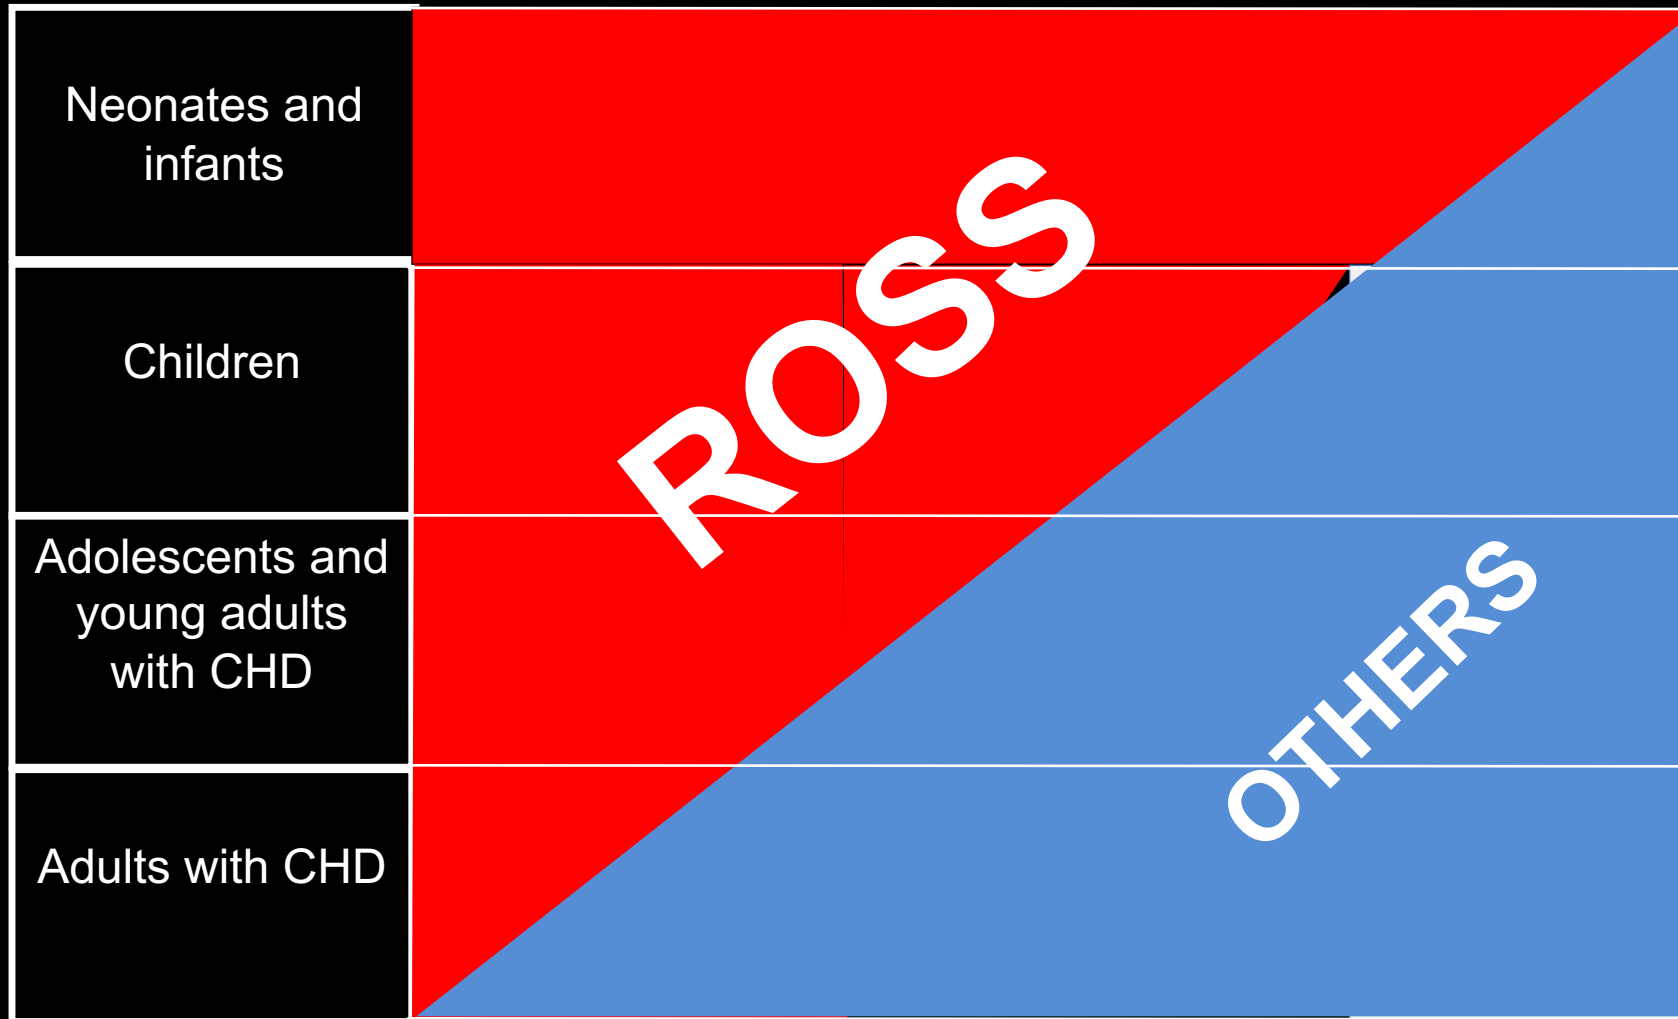 Neonates and
infants
Children
Adolescents and
young adults
with CHD
Adults with CHD
ROSS
OTHERS